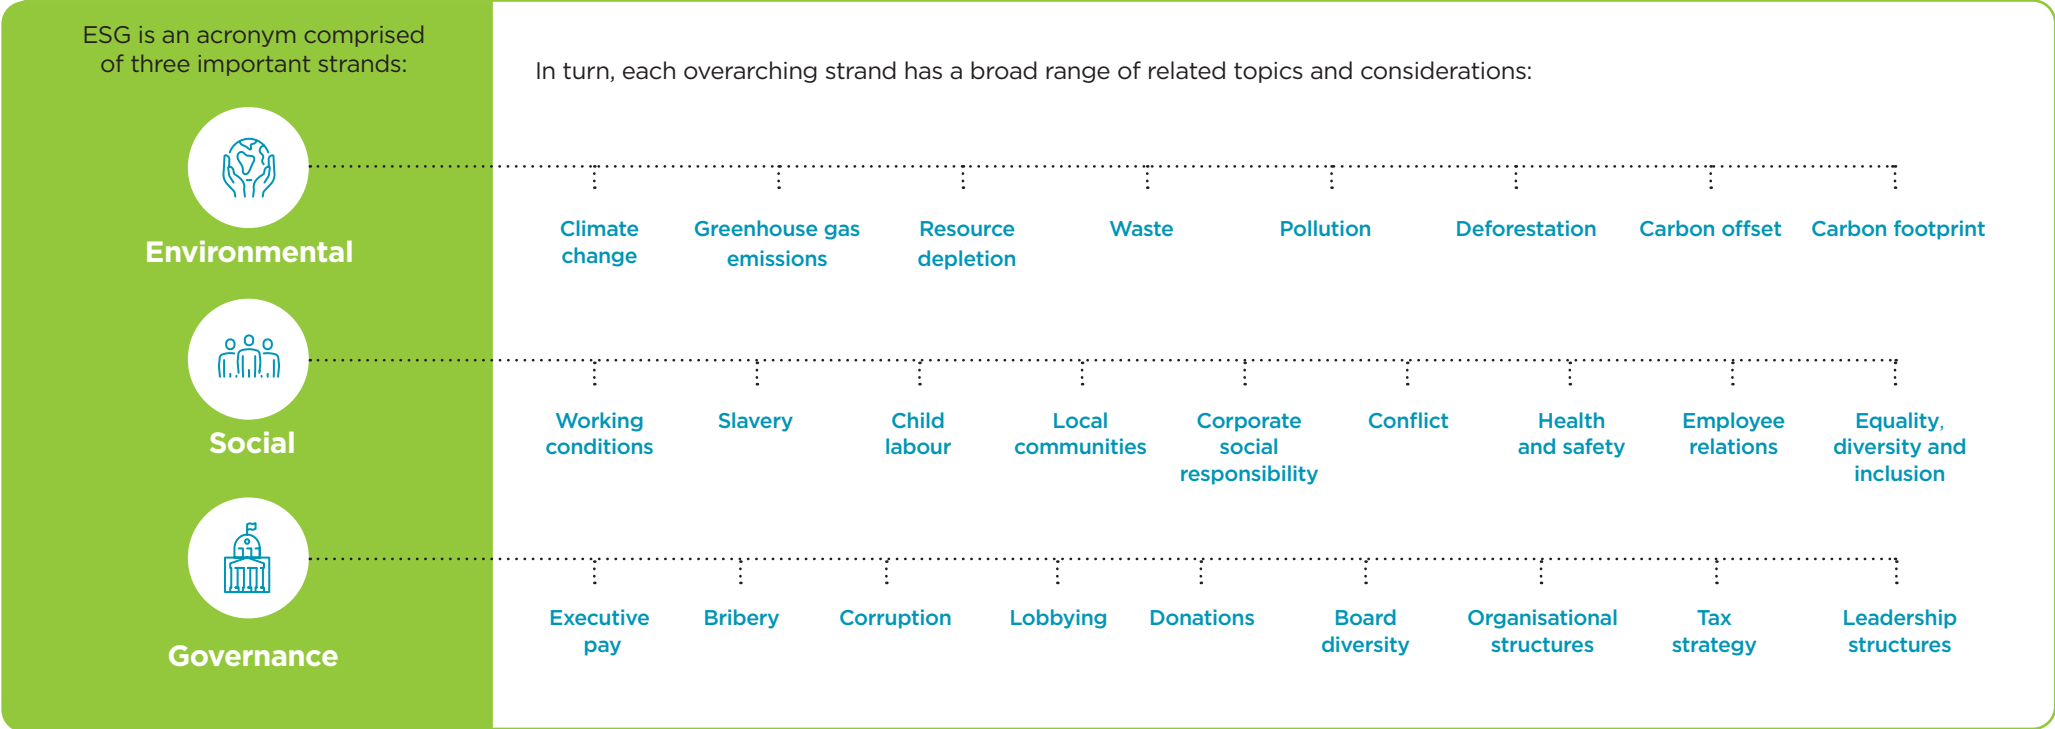 ESG is an acronym comprised
of three important strands:
In turn, each overarching strand has a broad range of related topics and considerations:
Environmental
Climate
change
Greenhouse gas
emissions
Resource
depletion
Waste
Pollution
Deforestation
Carbon offset
Carbon footprint
Social
Working
conditions
Slavery
Child
labour
Local
communities
Corporate
social
responsibility
Conflict
Health
and safety
Employee
relations
Equality,
diversity and
inclusion
Governance
Executive
pay
Bribery
Corruption
Lobbying
Donations
Board
diversity
Organisational
structures
Tax
strategy
Leadership
structures